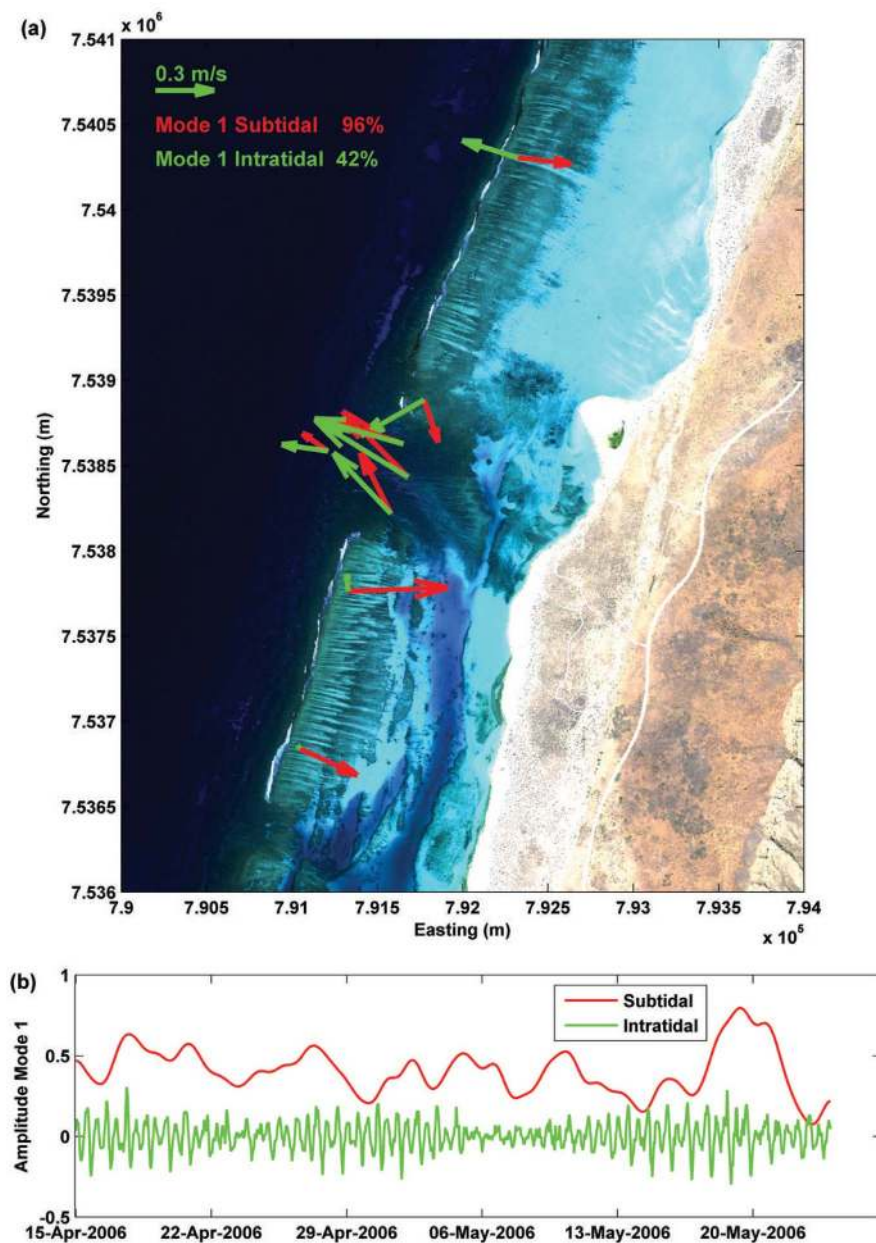 (a)
x 10⁶
7.541
7.5405
7.54
7.5395
7.539
7.5385
7.538
7.5375
7.537
7.5365
7.536
Northing (m)
0.3 m/s
Mode 1 Subtidal 96%
Mode 1 Intratidal 42%
7.9 7.905 7.91 7.915 7.92 7.925 7.93 7.935 7.94
Easting (m)
x 10⁵
(b)
1
0.5
0
-0.5
Amplitude Mode 1
Subtidal
Intratidal
15-Apr-2006 22-Apr-2006 29-Apr-2006 06-May-2006 13-May-2006 20-May-2006